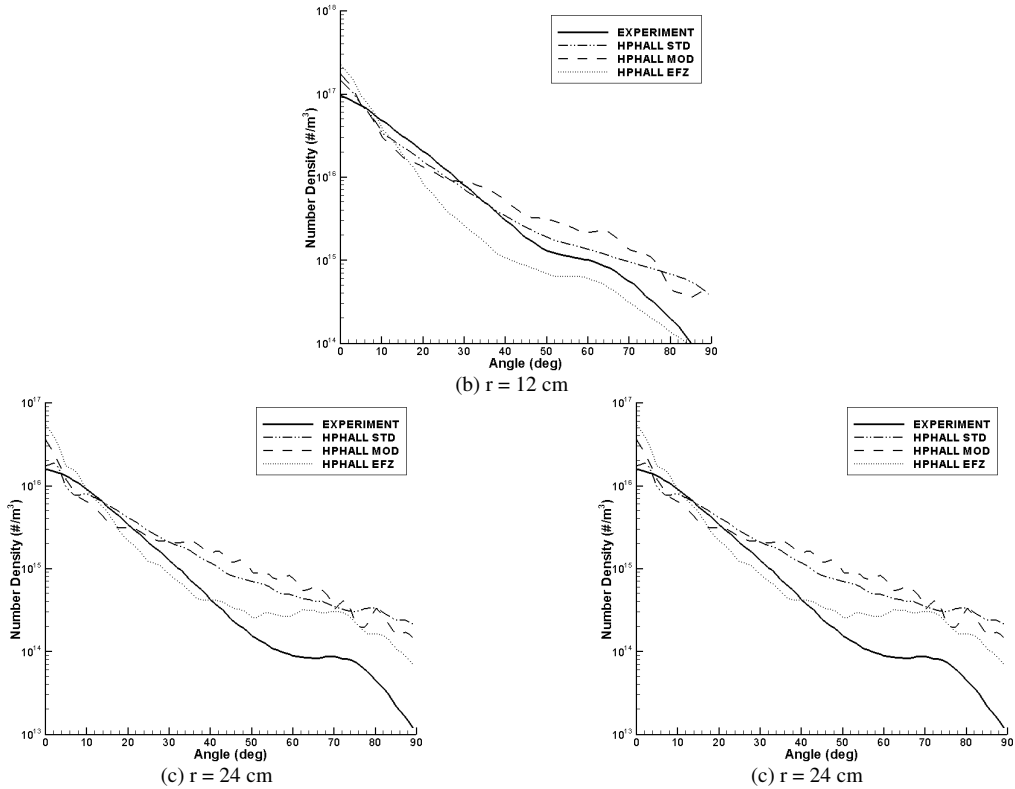 10^18
10^17
10^16
10^15
10^14
Number Density (#/m^3)
EXPERIMENT
HPHALL STD
HPHALL MOD
HPHALL EFZ
0 10 20 30 40 50 60 70 80 90
Angle (deg)
(b) r = 12 cm
10^17
10^16
10^15
10^14
10^13
Number Density (#/m^3)
EXPERIMENT
HPHALL STD
HPHALL MOD
HPHALL EFZ
0 10 20 30 40 50 60 70 80 90
Angle (deg)
(c) r = 24 cm
10^17
10^16
10^15
10^14
10^13
Number Density (#/m^3)
EXPERIMENT
HPHALL STD
HPHALL MOD
HPHALL EFZ
0 10 20 30 40 50 60 70 80 90
Angle (deg)
(c) r = 24 cm